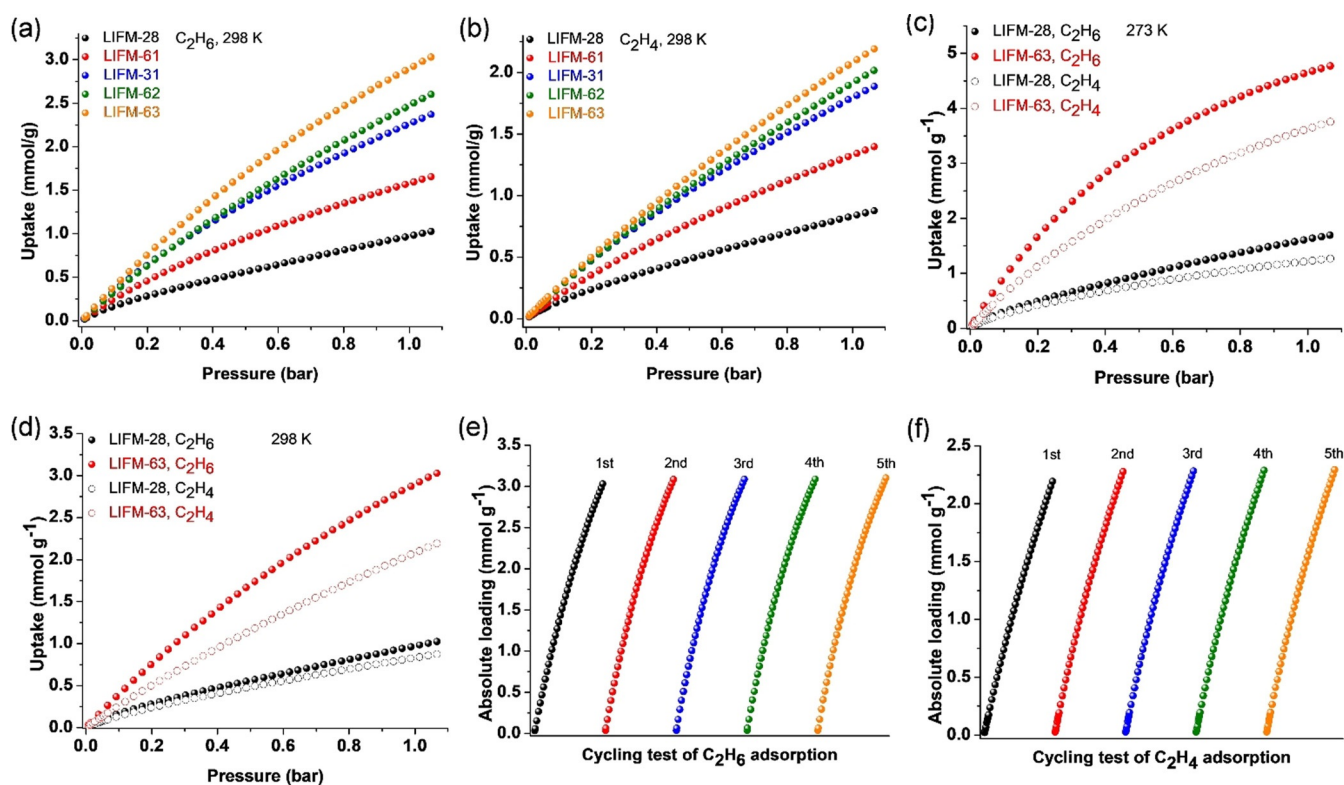 (a)
LIFM-28 C₂H₆, 298 K
LIFM-61
LIFM-31
LIFM-62
LIFM-63
Uptake (mmol/g)
3.0
2.5
2.0
1.5
1.0
0.5
0.0
0.0 0.2 0.4 0.6 0.8 1.0
Pressure (bar)
(b)
LIFM-28 C₂H₄, 298 K
LIFM-61
LIFM-31
LIFM-62
LIFM-63
Uptake (mmol/g)
2.0
1.5
1.0
0.5
0.0
0.0 0.2 0.4 0.6 0.8 1.0
Pressure (bar)
(c)
LIFM-28, C₂H₆ 273 K
LIFM-63, C₂H₆
LIFM-28, C₂H₄
LIFM-63, C₂H₄
Uptake (mmol g⁻¹)
5
4
3
2
1
0
0.0 0.2 0.4 0.6 0.8 1.0
Pressure (bar)
(d)
LIFM-28, C₂H₆ 298 K
LIFM-63, C₂H₆
LIFM-28, C₂H₄
LIFM-63, C₂H₄
Uptake (mmol g⁻¹)
3.5
3.0
2.5
2.0
1.5
1.0
0.5
0.0
0.0 0.2 0.4 0.6 0.8 1.0
Pressure (bar)
(e)
1st 2nd 3rd 4th 5th
Absolute loading (mmol g⁻¹)
3.5
3.0
2.5
2.0
1.5
1.0
0.5
0.0
Cycling test of C₂H₆ adsorption
(f)
1st 2nd 3rd 4th 5th
Absolute loading (mmol g⁻¹)
2.5
2.0
1.5
1.0
0.5
0.0
Cycling test of C₂H₄ adsorption